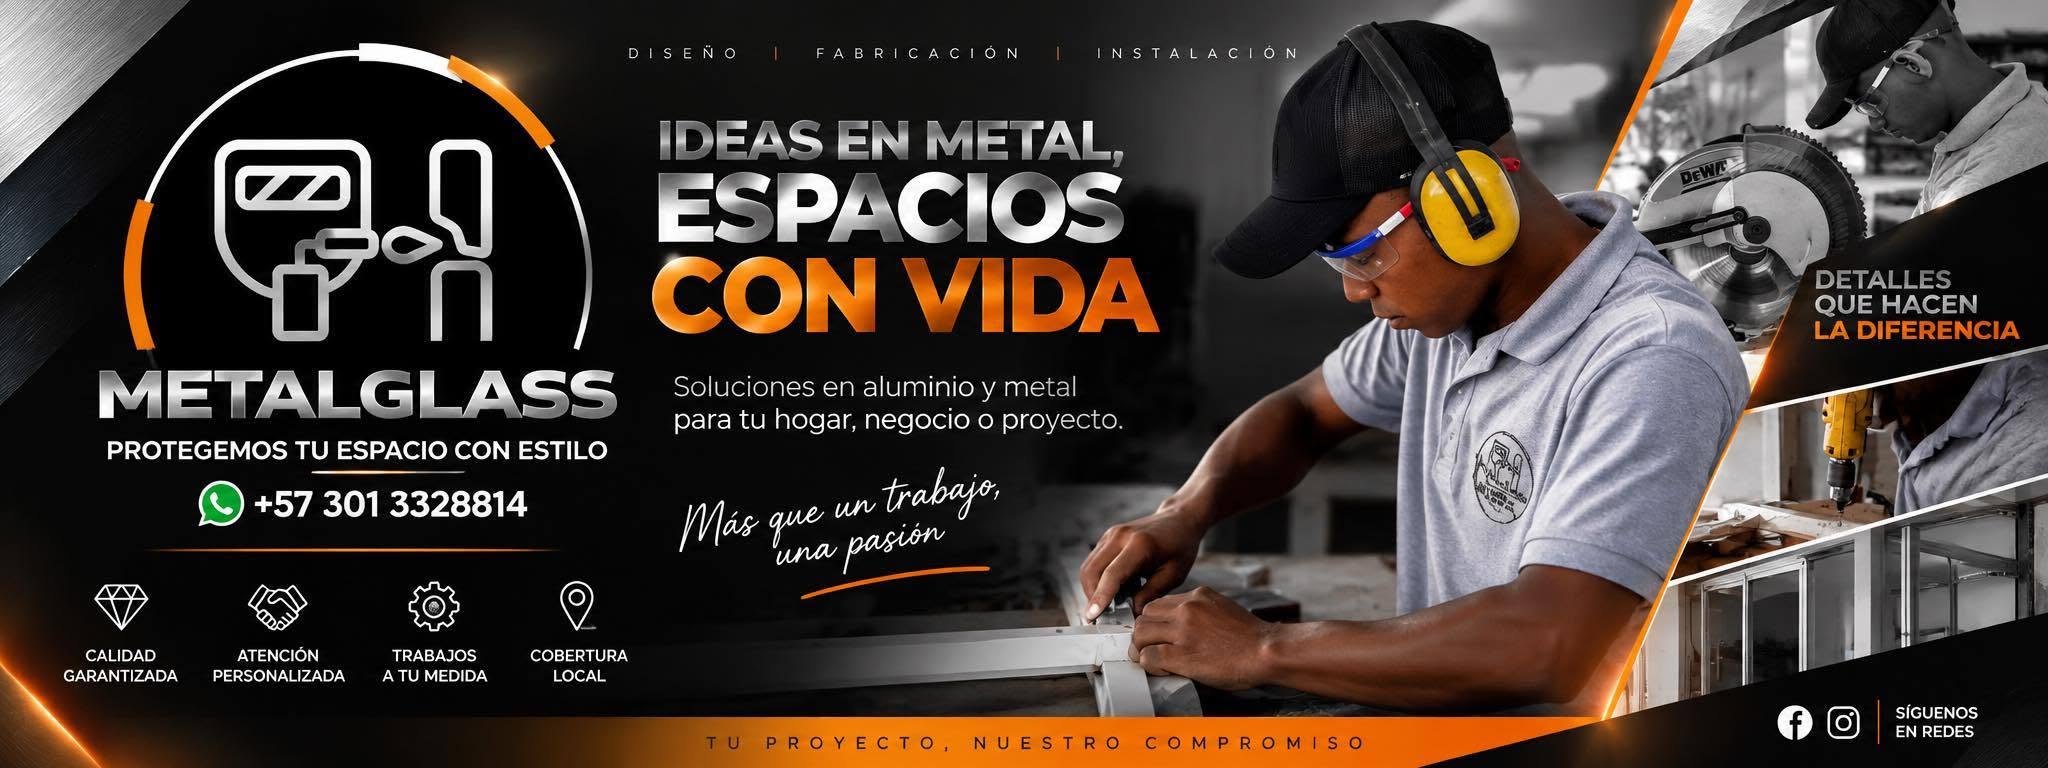 DISEÑO | FABRICACIÓN | INSTALACIÓN
METALGLASS
PROTEGEMOS TU ESPACIO CON ESTILO
+57 301 3328814
CALIDAD
GARANTIZADA
ATENCIÓN
PERSONALIZADA
TRABAJOS
A TU MEDIDA
COBERTURA
LOCAL
IDEAS EN METAL,
ESPACIOS
CON VIDA
Soluciones en aluminio y metal
para tu hogar, negocio o proyecto.
Más que un trabajo,
una pasión
DEWALT
DETALLES
QUE HACEN
LA DIFERENCIA
TU PROYECTO, NUESTRO COMPROMISO
SÍGUENOS
EN REDES